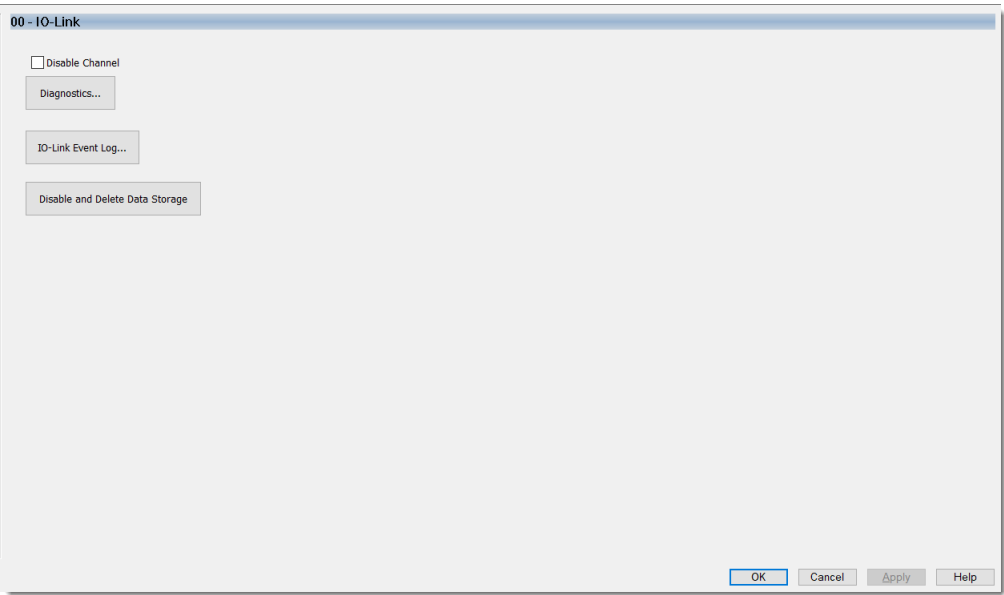 00 - IO-Link
Disable Channel
Diagnostics...
IO-Link Event Log...
Disable and Delete Data Storage
OK Cancel Apply Help